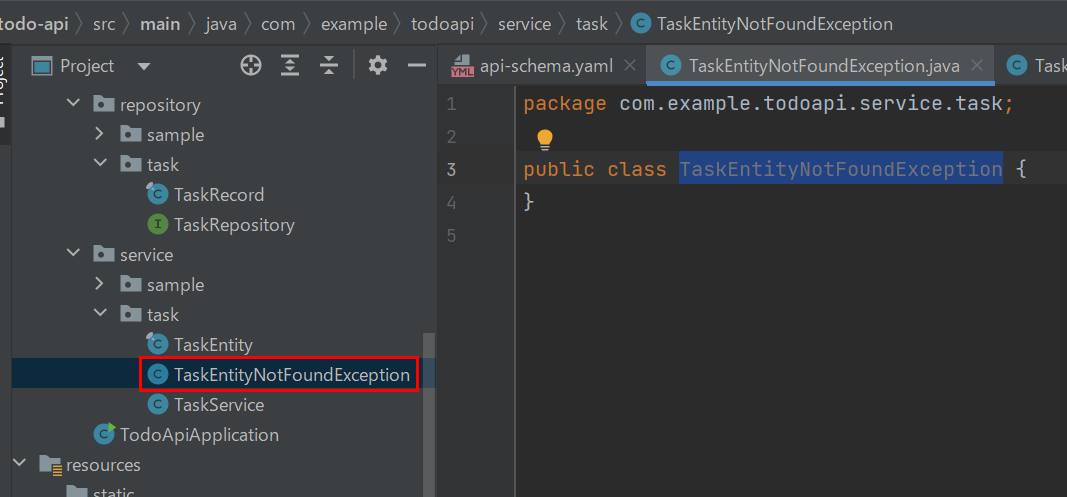 todo-api src main java com example todoapi service task C TaskEntityNotFoundException
Project
Project
repository
sample
task
C TaskRecord
I TaskRepository
service
sample
task
C TaskEntity
C TaskEntityNotFoundException
C TaskService
C TodoApiApplication
resources
static
YML api-schema.yaml C TaskEntityNotFoundException.java C Task
1 package com.example.todoapi.service.task;
2
3 public class TaskEntityNotFoundException {
4 }
5